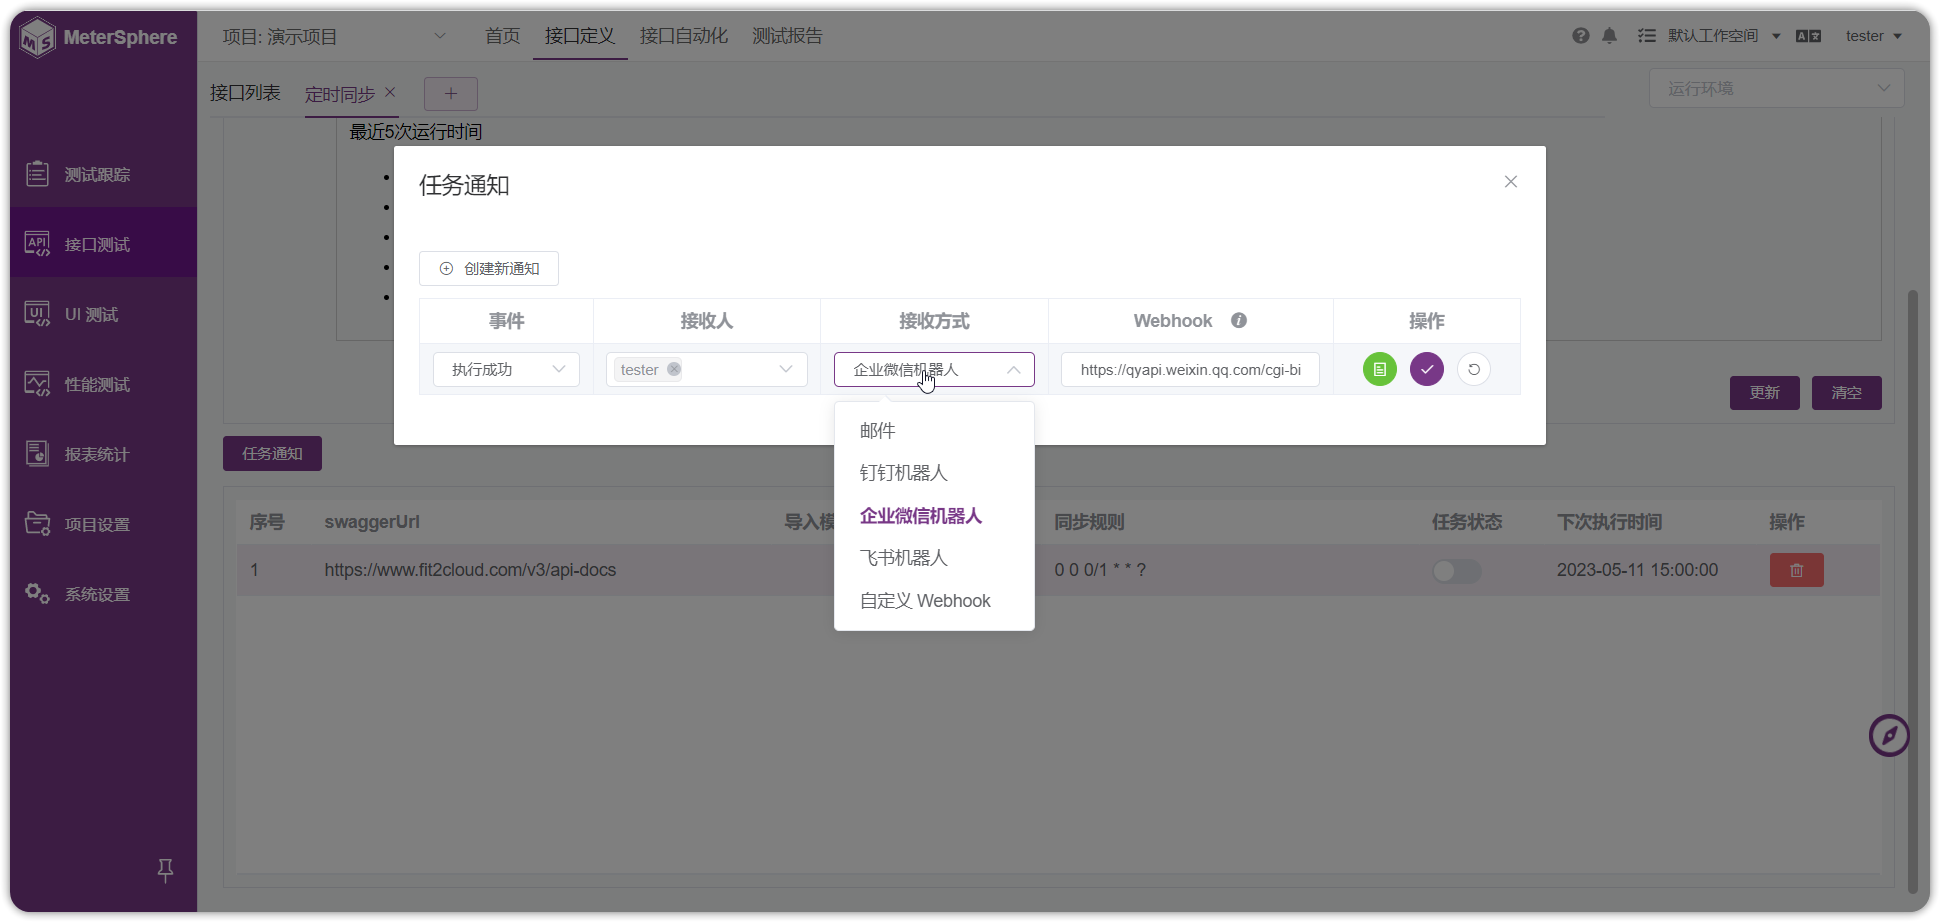 MeterSphere
项目: 演示项目
首页
接口定义
接口自动化
测试报告
默认工作空间
tester
接口列表
定时同步
运行环境
最近5次运行时间
测试跟踪
接口测试
UI 测试
性能测试
报表统计
项目设置
系统设置
任务通知
创建新通知
事件 接收人 接收方式 Webhook 操作
执行成功 tester 企业微信机器人 https://qyapi.weixin.qq.com/cgi-bi
邮件
钉钉机器人
企业微信机器人
飞书机器人
自定义 Webhook
更新 清空
任务通知
序号 swaggerUrl 导入模 同步规则 任务状态 下次执行时间 操作
1 https://www.fit2cloud.com/v3/api-docs 0 0 0/1 * * ? 2023-05-11 15:00:00